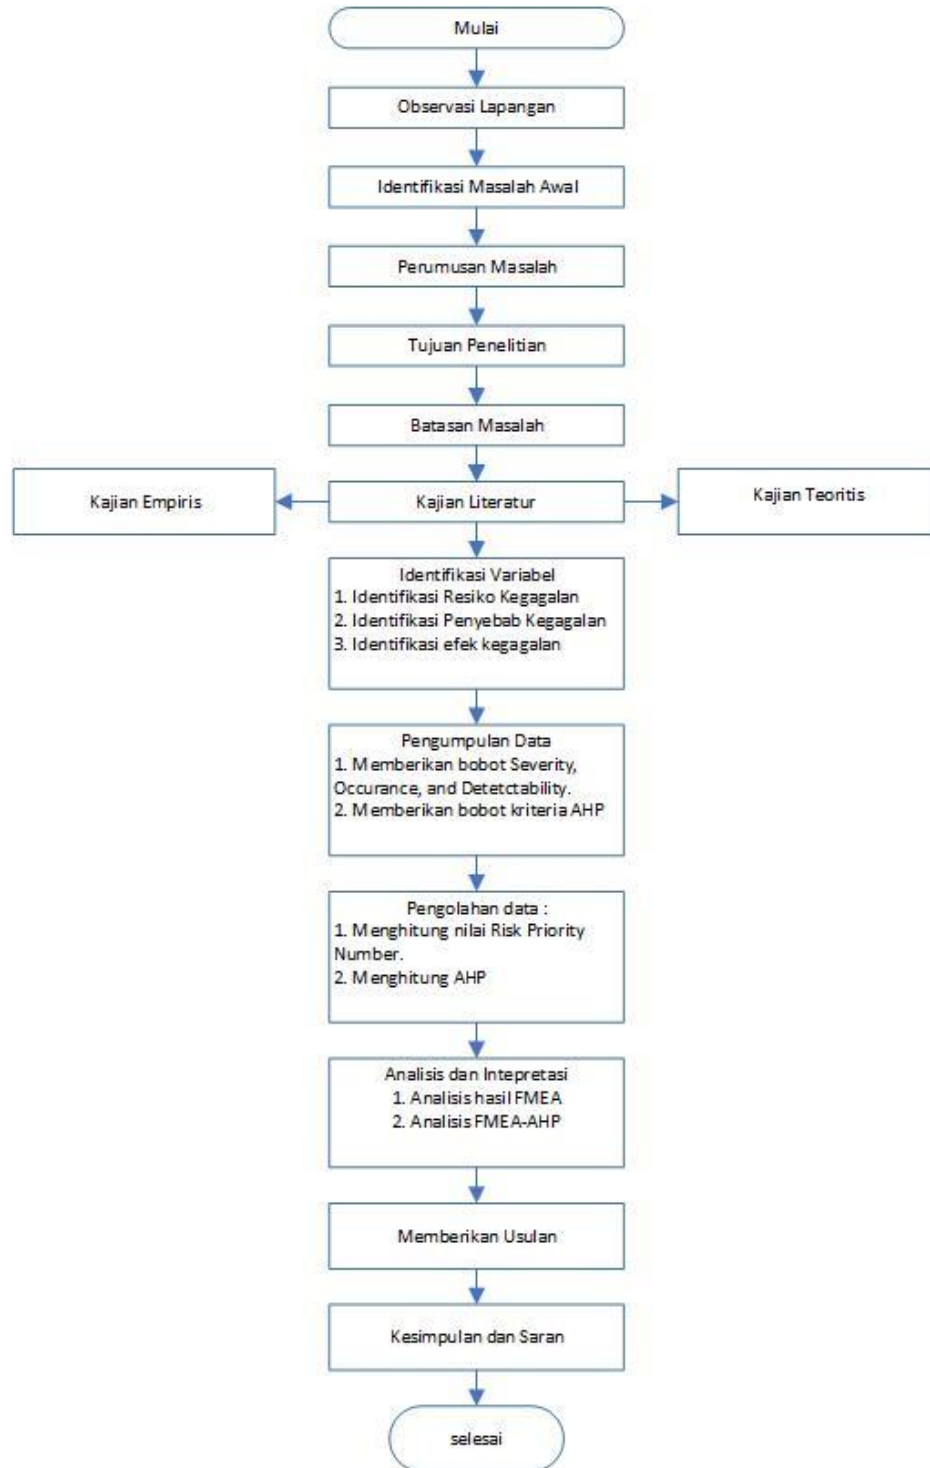 Mulai
Observasi Lapangan
Identifikasi Masalah Awal
Perumusan Masalah
Tujuan Penelitian
Batasan Masalah
Kajian Empiris
Kajian Literatur
Kajian Teoritis
Identifikasi Variabel
1. Identifikasi Resiko Kegagalan
2. Identifikasi Penyebab Kegagalan
3. Identifikasi efek kegagalan
Pengumpulan Data
1. Memberikan bobot Severity,
Occurance, and Detetctability.
2. Memberikan bobot kriteria AHP
Pengolahan data :
1. Menghitung nilai Risk Priority
Number.
2. Menghitung AHP
Analisis dan Intepretasi
1. Analisis hasil FMEA
2. Analisis FMEA-AHP
Memberikan Usulan
Kesimpulan dan Saran
selesai